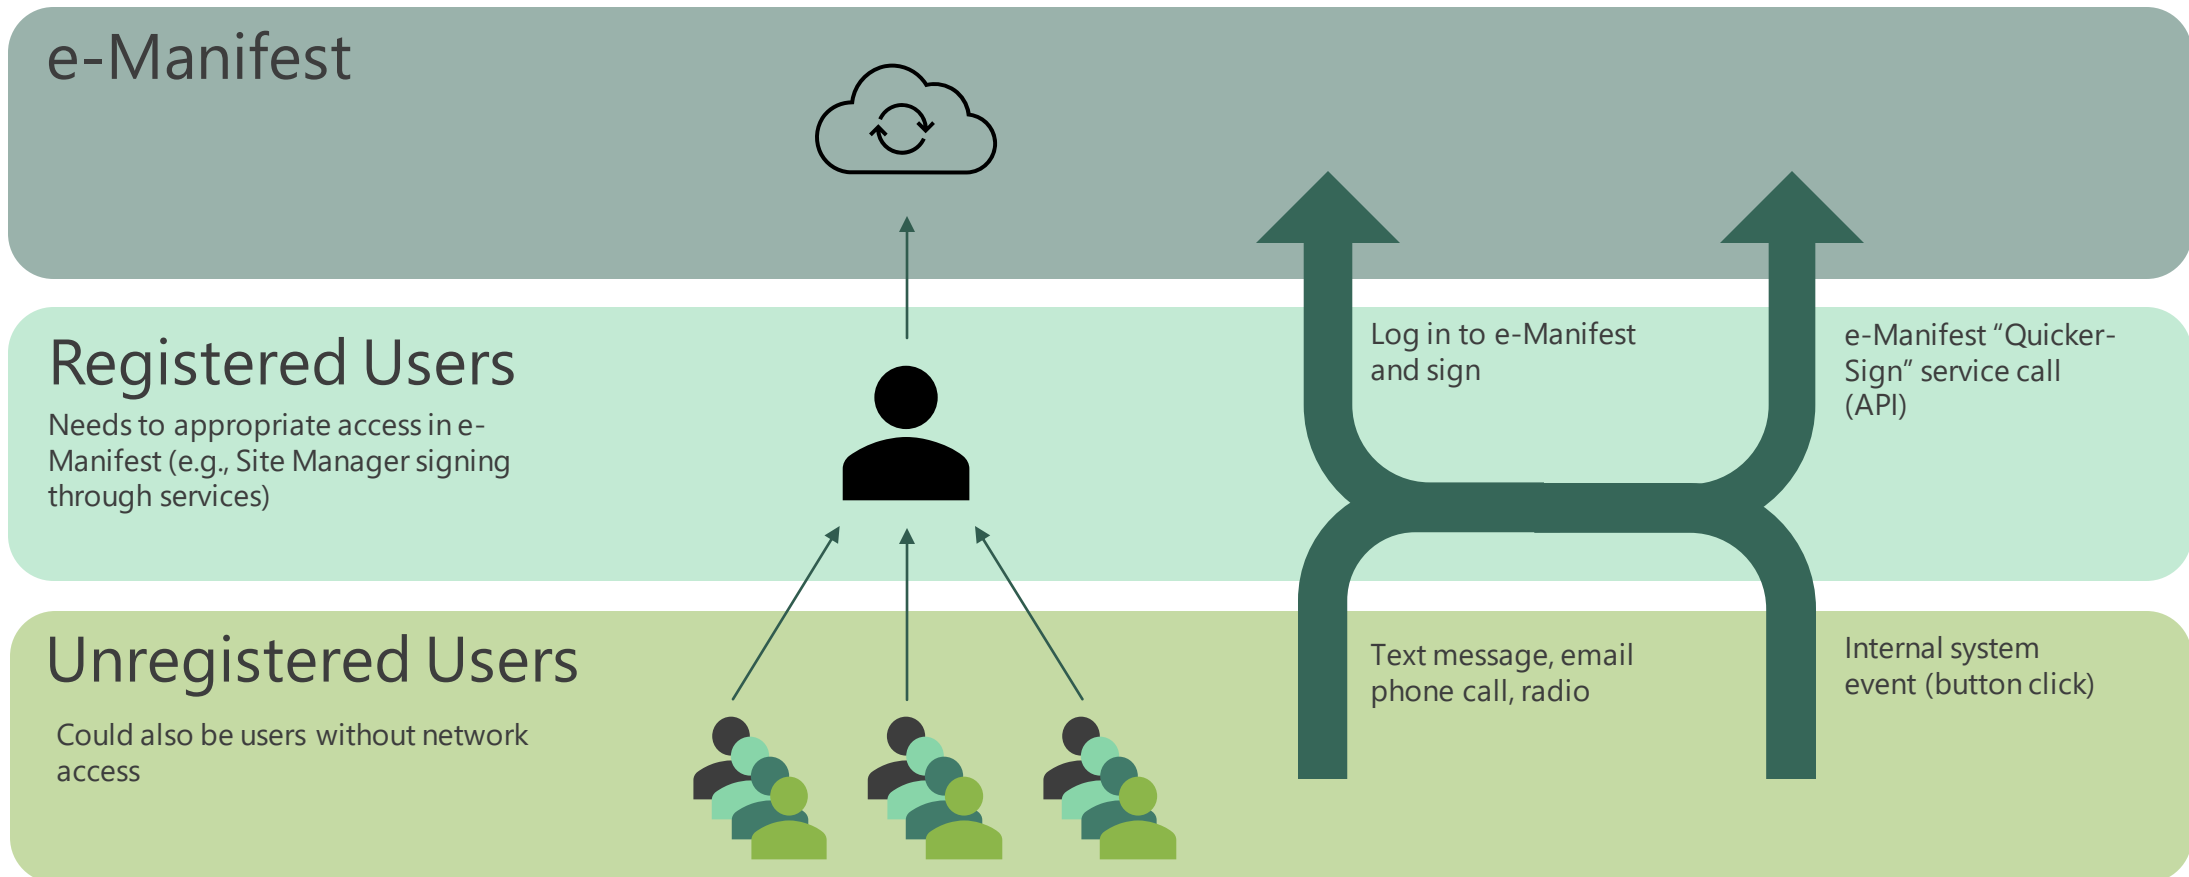 e-Manifest
Registered Users
Needs to appropriate access in e-
Manifest (e.g., Site Manager signing
through services)
Log in to e-Manifest
and sign
e-Manifest “Quicker-
Sign” service call
(API)
Unregistered Users
Could also be users without network
access
Text message, email
phone call, radio
Internal system
event (button click)